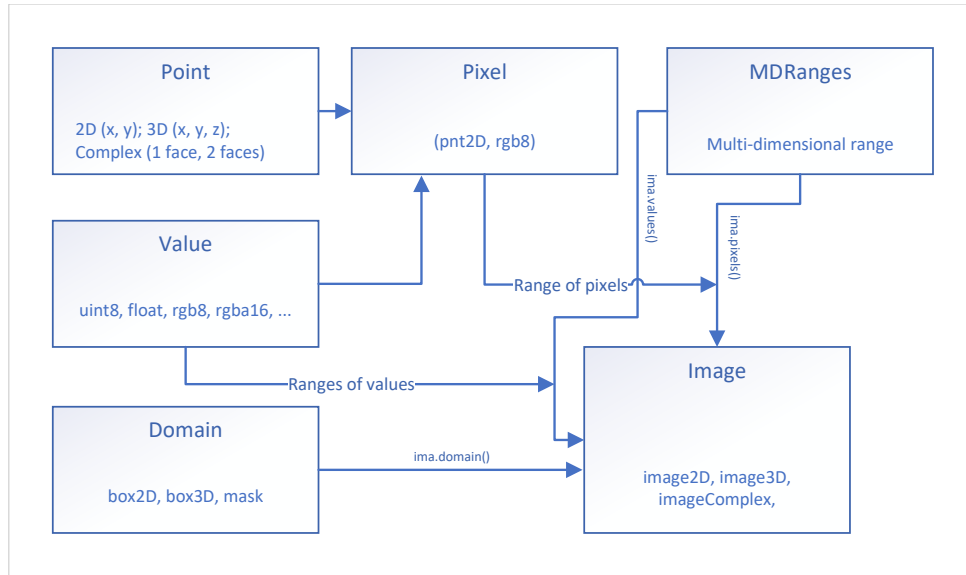 Point
2D (x, y); 3D (x, y, z);
Complex (1 face, 2 faces)
Pixel
(pnt2D, rgb8)
MDRanges
Multi-dimensional range
ima.values()
ima.pixels()
Value
uint8, float, rgb8, rgba16, ...
Range of pixels
Ranges of values
Domain
box2D, box3D, mask
ima.domain()
Image
image2D, image3D,
imageComplex,